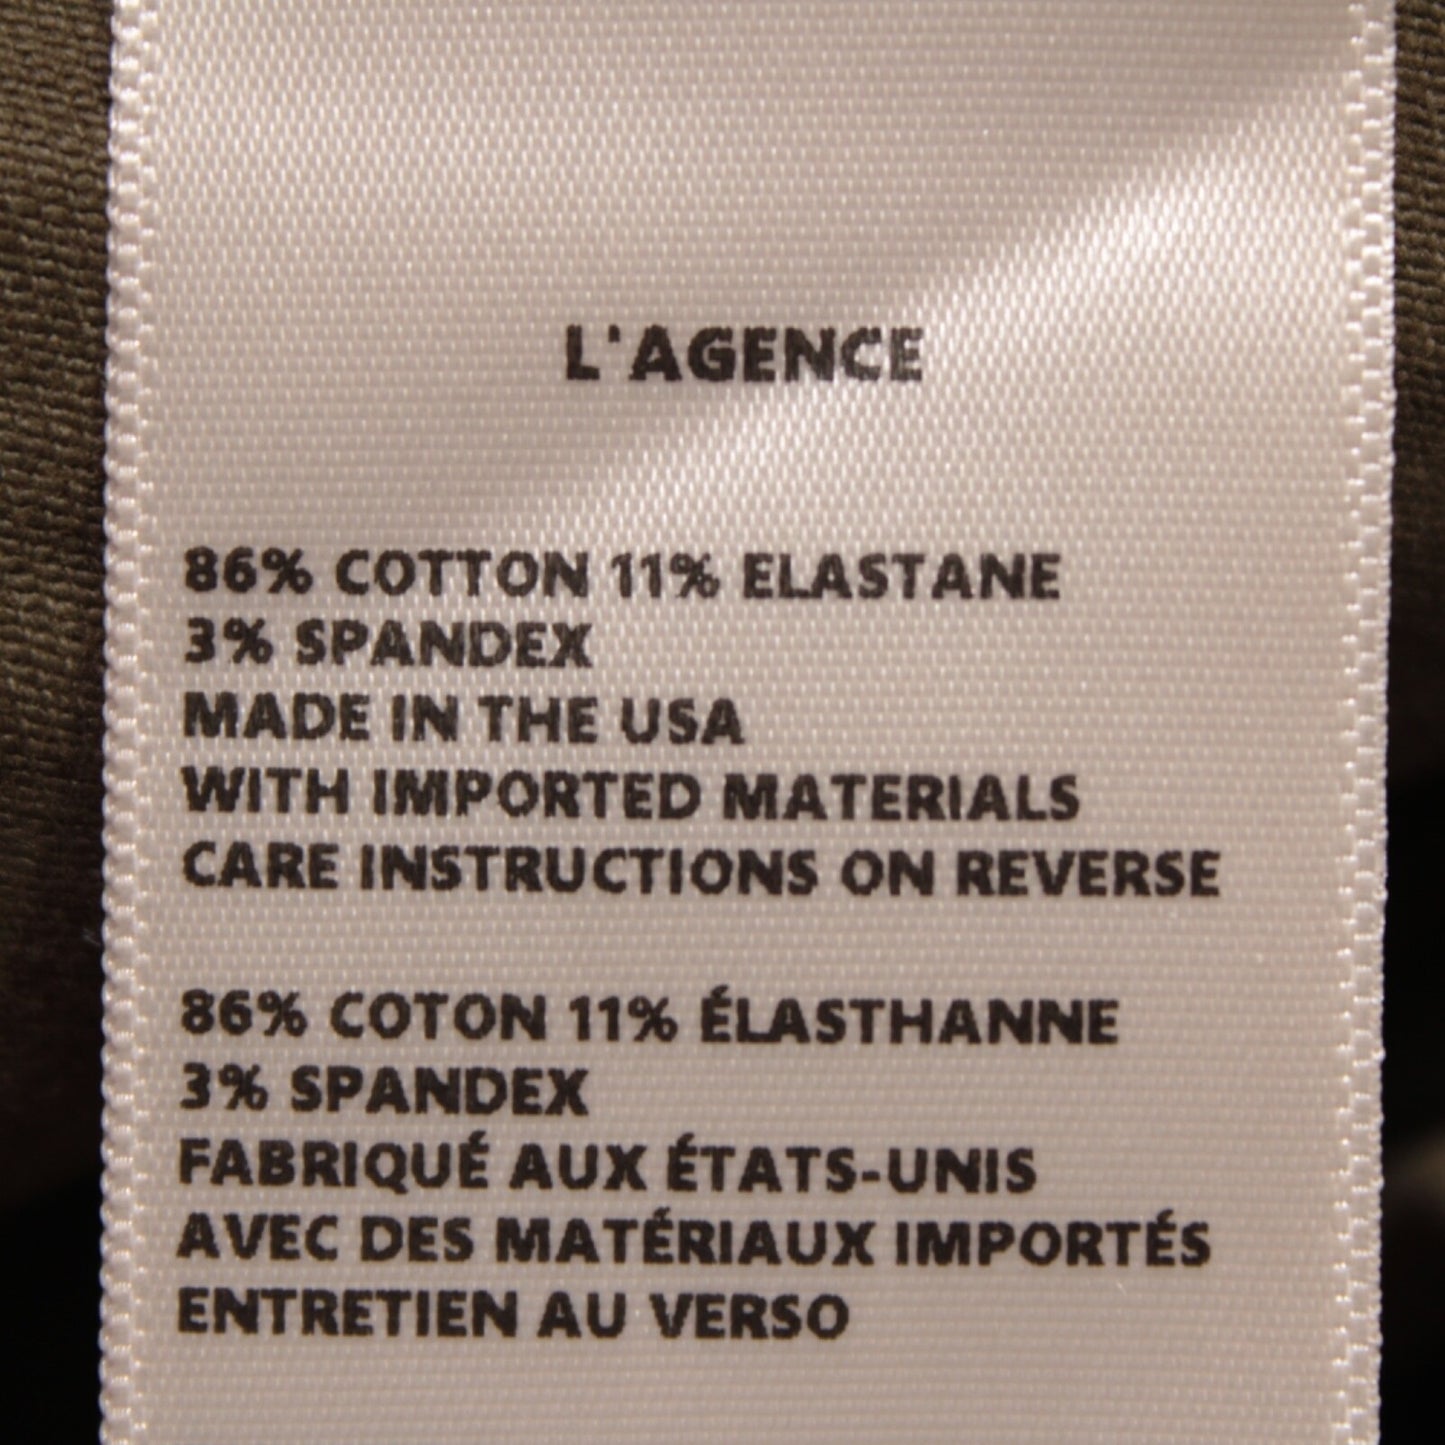 L'AGENCE
86% COTTON 11% ELASTANE
3% SPANDEX
MADE IN THE USA
WITH IMPORTED MATERIALS
CARE INSTRUCTIONS ON REVERSE
86% COTON 11% ÉLASTHANNE
3% SPANDEX
FABRIQUÉ AUX ÉTATS-UNIS
AVEC DES MATÉRIAUX IMPORTÉS
ENTRETIEN AU VERSO